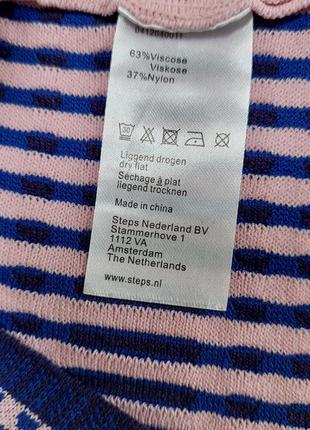 0412040011
63%Viscose
Viskose
37%Nylon
30
Liggend drogen
dry flat
Séchage à plat
liegend trocknen
Made in china
Steps Nederland BV
Stammerhove 1
1112 VA
Amsterdam
The Netherlands
www.steps.nl